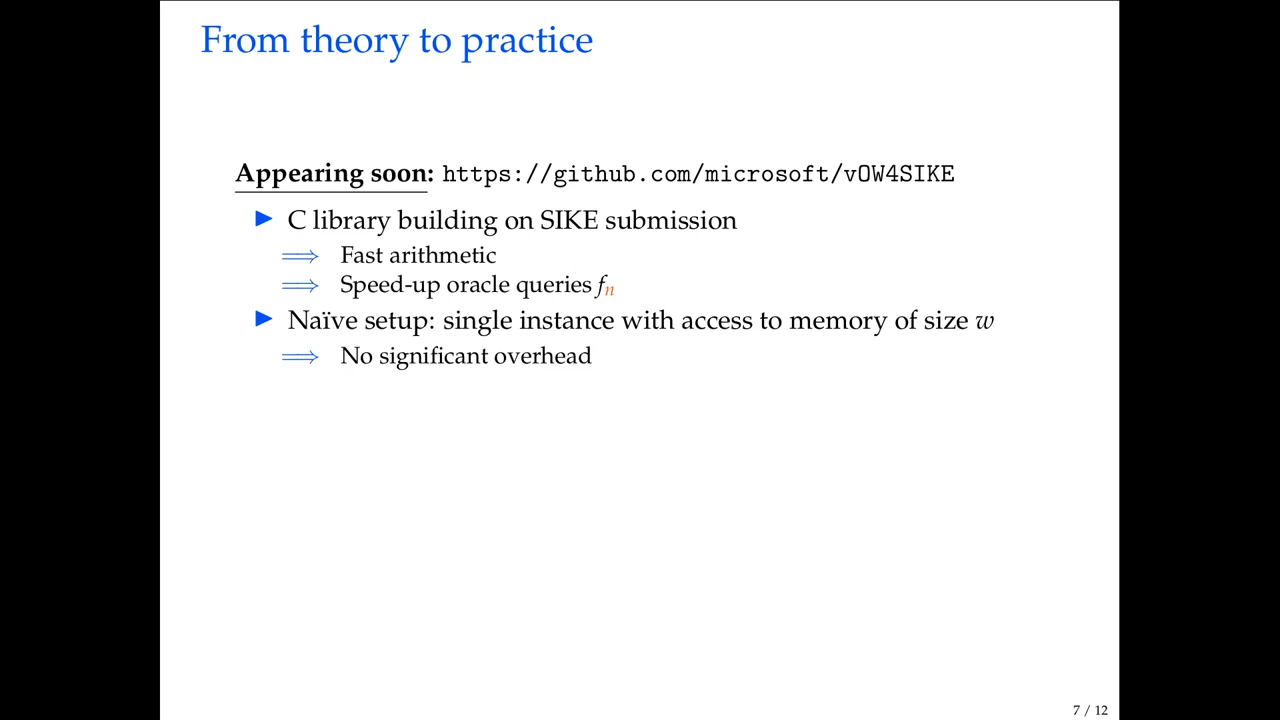 From theory to practice
Appearing soon: https://github.com/microsoft/vOW4SIKE
▶ C library building on SIKE submission
⟹ Fast arithmetic
⟹ Speed-up oracle queries fn
▶ Naïve setup: single instance with access to memory of size w
⟹ No significant overhead
7 / 12